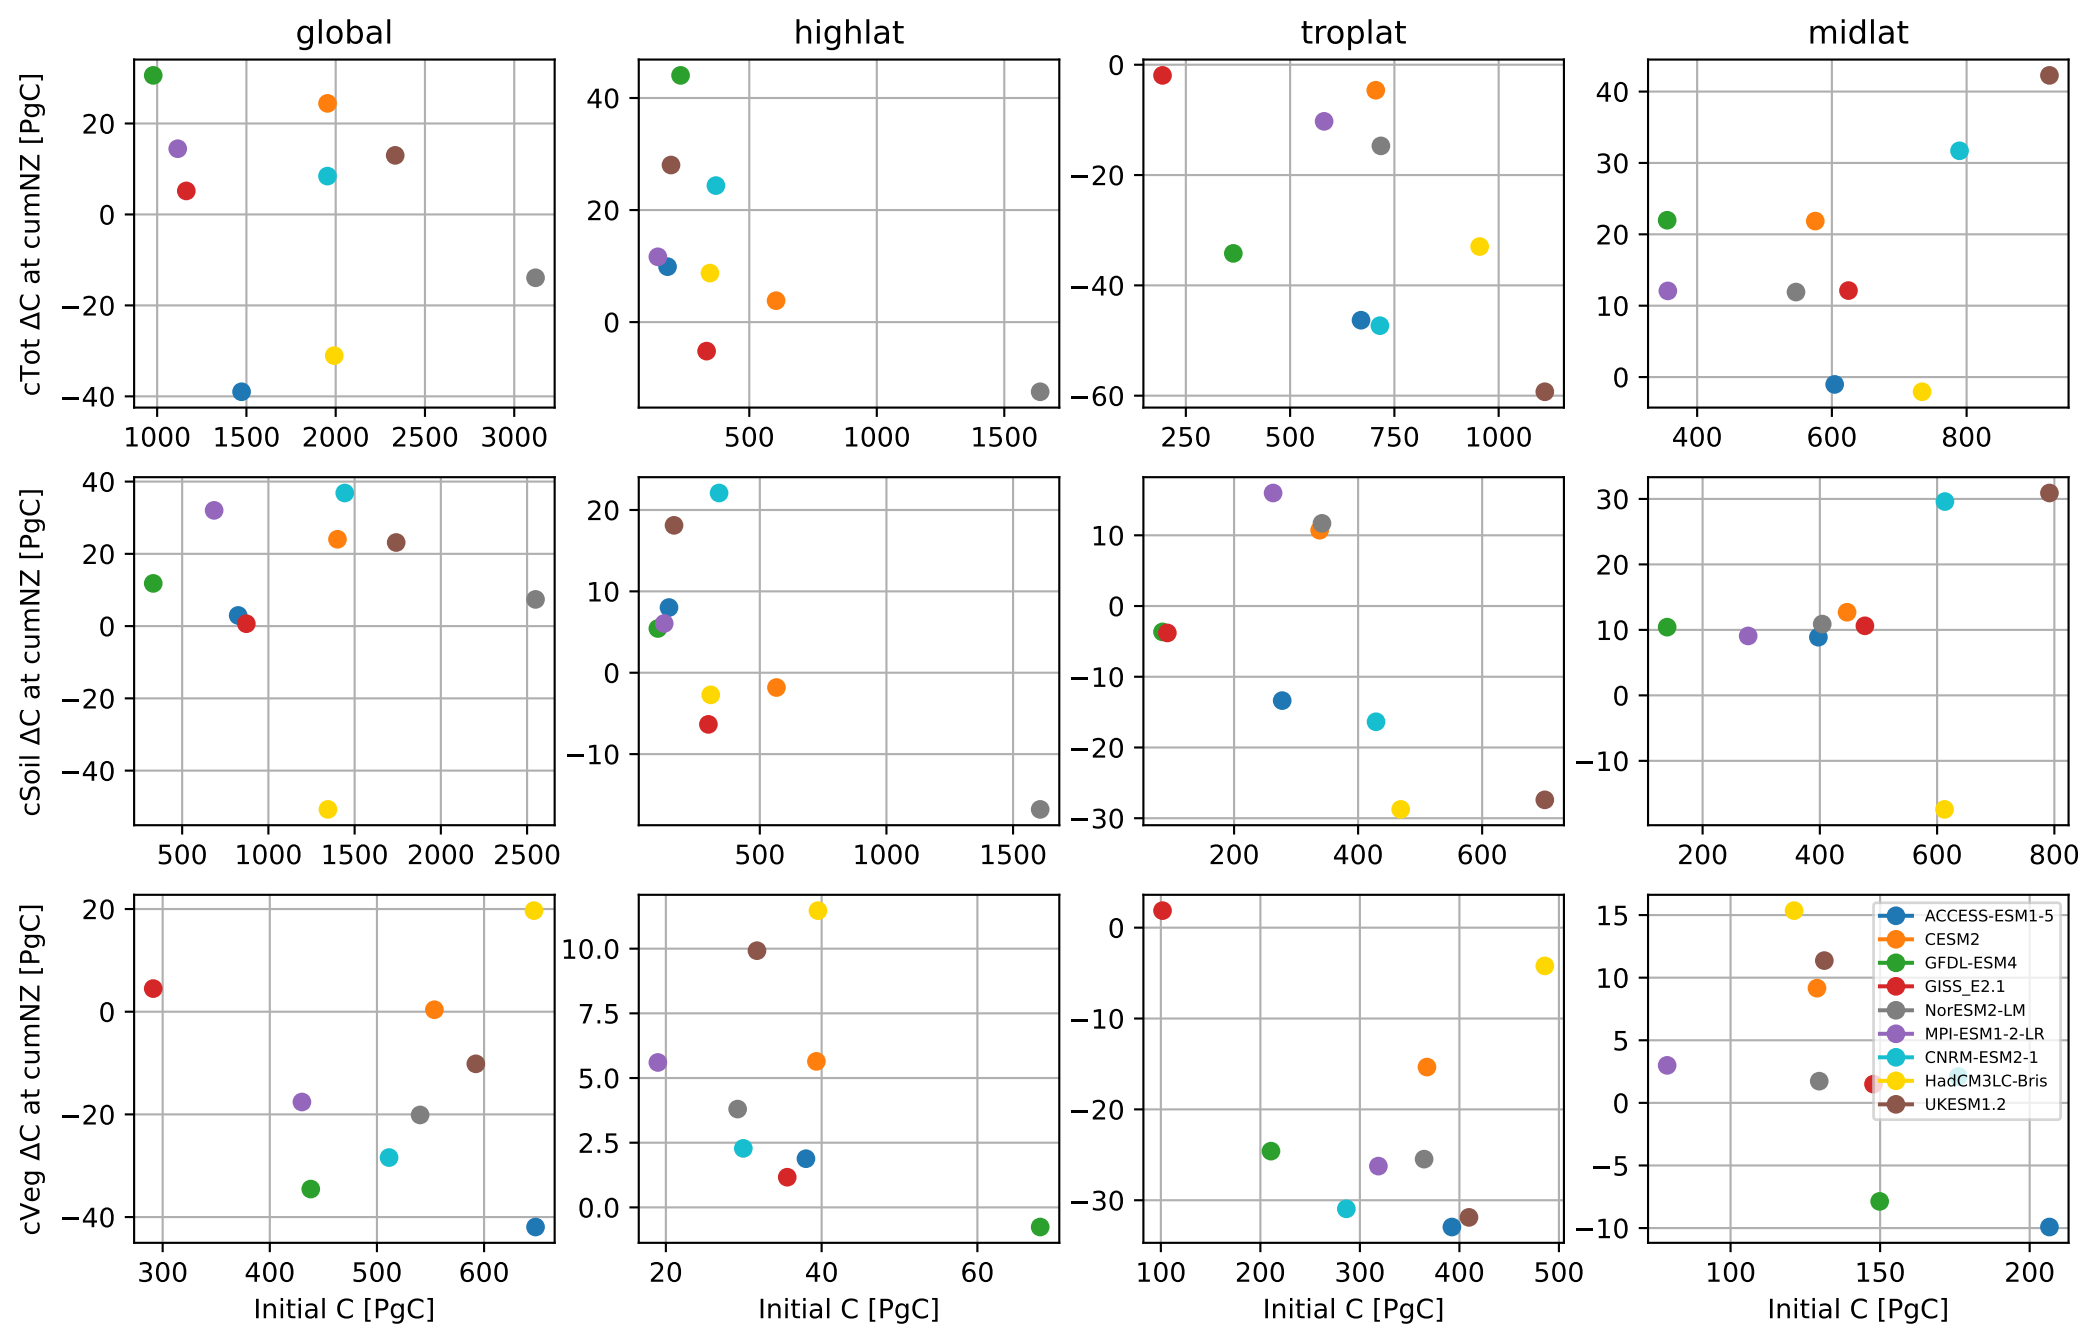 global highlat troplat midlat
cTot ΔC at cumNZ [PgC]
20
0
−20
−40
1000 1500 2000 2500 3000
40
20
0
500 1000 1500
0
−20
−40
−60
250 500 750 1000
40
30
20
10
0
400 600 800
cSoil ΔC at cumNZ [PgC]
40
20
0
−20
−40
500 1000 1500 2000 2500
20
10
0
−10
500 1000 1500
10
0
−10
−20
−30
200 400 600
30
20
10
0
−10
200 400 600 800
cVeg ΔC at cumNZ [PgC]
20
0
−20
−40
300 400 500 600
Initial C [PgC]
10.0
7.5
5.0
2.5
0.0
20 40 60
Initial C [PgC]
0
−10
−20
−30
100 200 300 400 500
Initial C [PgC]
15
10
5
0
−5
−10
100 150 200
Initial C [PgC]
ACCESS-ESM1-5
CESM2
GFDL-ESM4
GISS_E2.1
NorESM2-LM
MPI-ESM1-2-LR
CNRM-ESM2-1
HadCM3LC-Bris
UKESM1.2